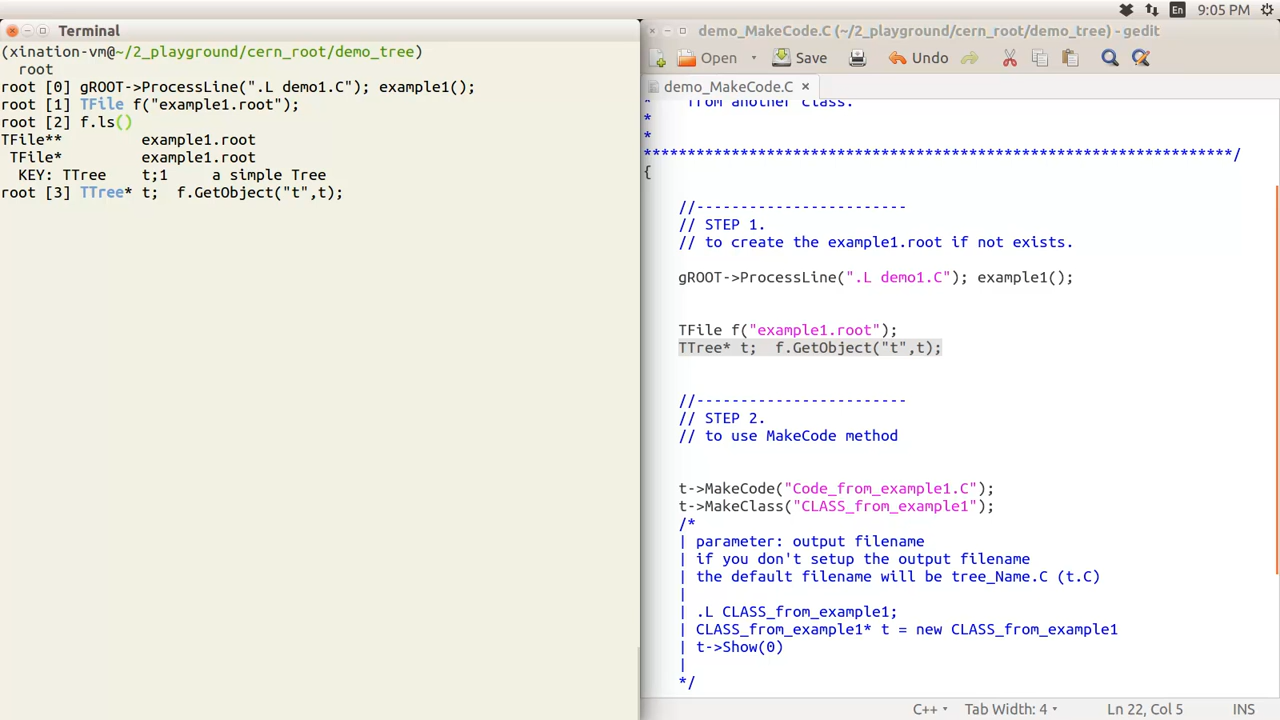 En 9:05 PM
Terminal
(xination-vm@~/2_playground/cern_root/demo_tree)
root
root [0] gROOT->ProcessLine(".L demo1.C"); example1();
root [1] TFile f("example1.root");
root [2] f.ls()
TFile** example1.root
TFile* example1.root
KEY: TTree t;1 a simple Tree
root [3] TTree* t; f.GetObject("t",t);
demo_MakeCode.C (~/2_playground/cern_root/demo_tree) - gedit
Open Save Undo
demo_MakeCode.C ×
* from another class.
*
*
*******************************************************************/
{
//------------------------
// STEP 1.
// to create the example1.root if not exists.
gROOT->ProcessLine(".L demo1.C"); example1();
TFile f("example1.root");
TTree* t; f.GetObject("t",t);
//------------------------
// STEP 2.
// to use MakeCode method
t->MakeCode("Code_from_example1.C");
t->MakeClass("CLASS_from_example1");
/*
| parameter: output filename
| if you don't setup the output filename
| the default filename will be tree_Name.C (t.C)
|
| .L CLASS_from_example1;
| CLASS_from_example1* t = new CLASS_from_example1
| t->Show(0)
|
*/
C++ Tab Width: 4 Ln 22, Col 5 INS